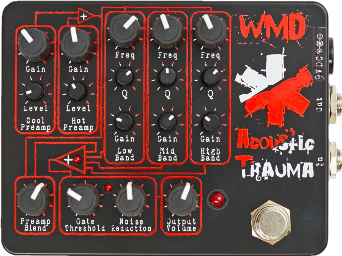 WMD
Gain
Gain
Freq
Freq
Freq
9VDC
Level
Level
Q
Q
Q
Out
Cool
Preamp
Hot
Preamp
Gain
Gain
Gain
Acoustic
Trauma
Low
Band
Mid
Band
High
Band
In
Preamp
Blend
Gate
Threshold
Noise
Reduction
Output
Volume